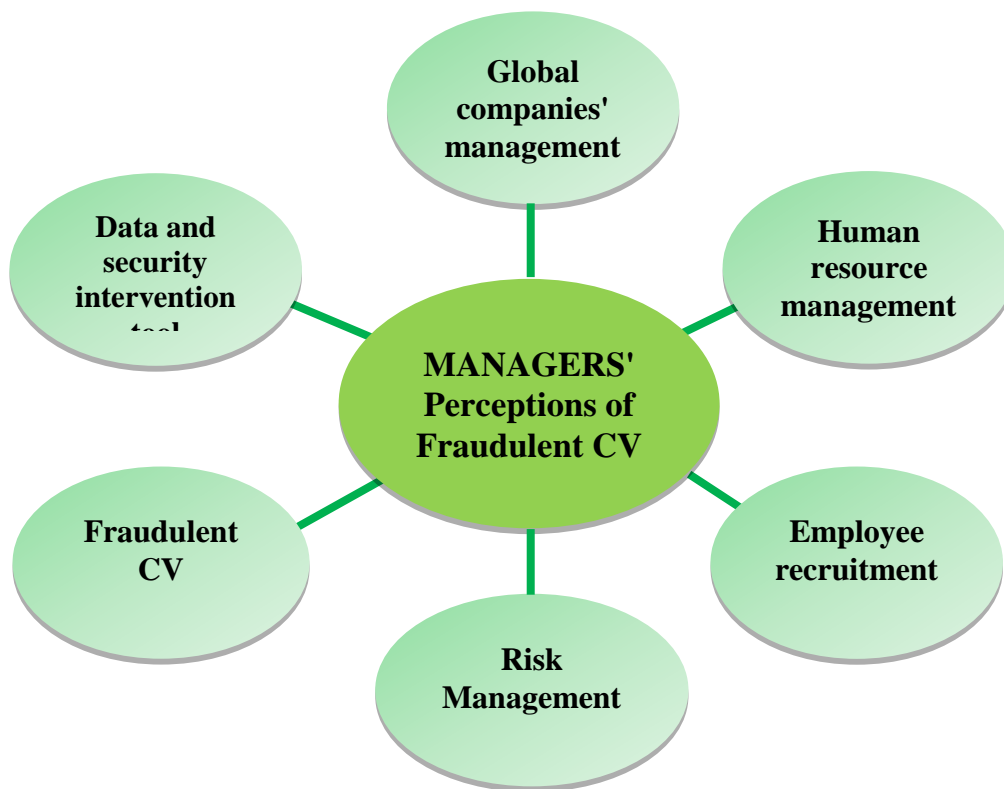 Global
companies'
management
Data and
security
intervention
tool
Human
resource
management
MANAGERS'
Perceptions of
Fraudulent CV
Fraudulent
CV
Employee
recruitment
Risk
Management